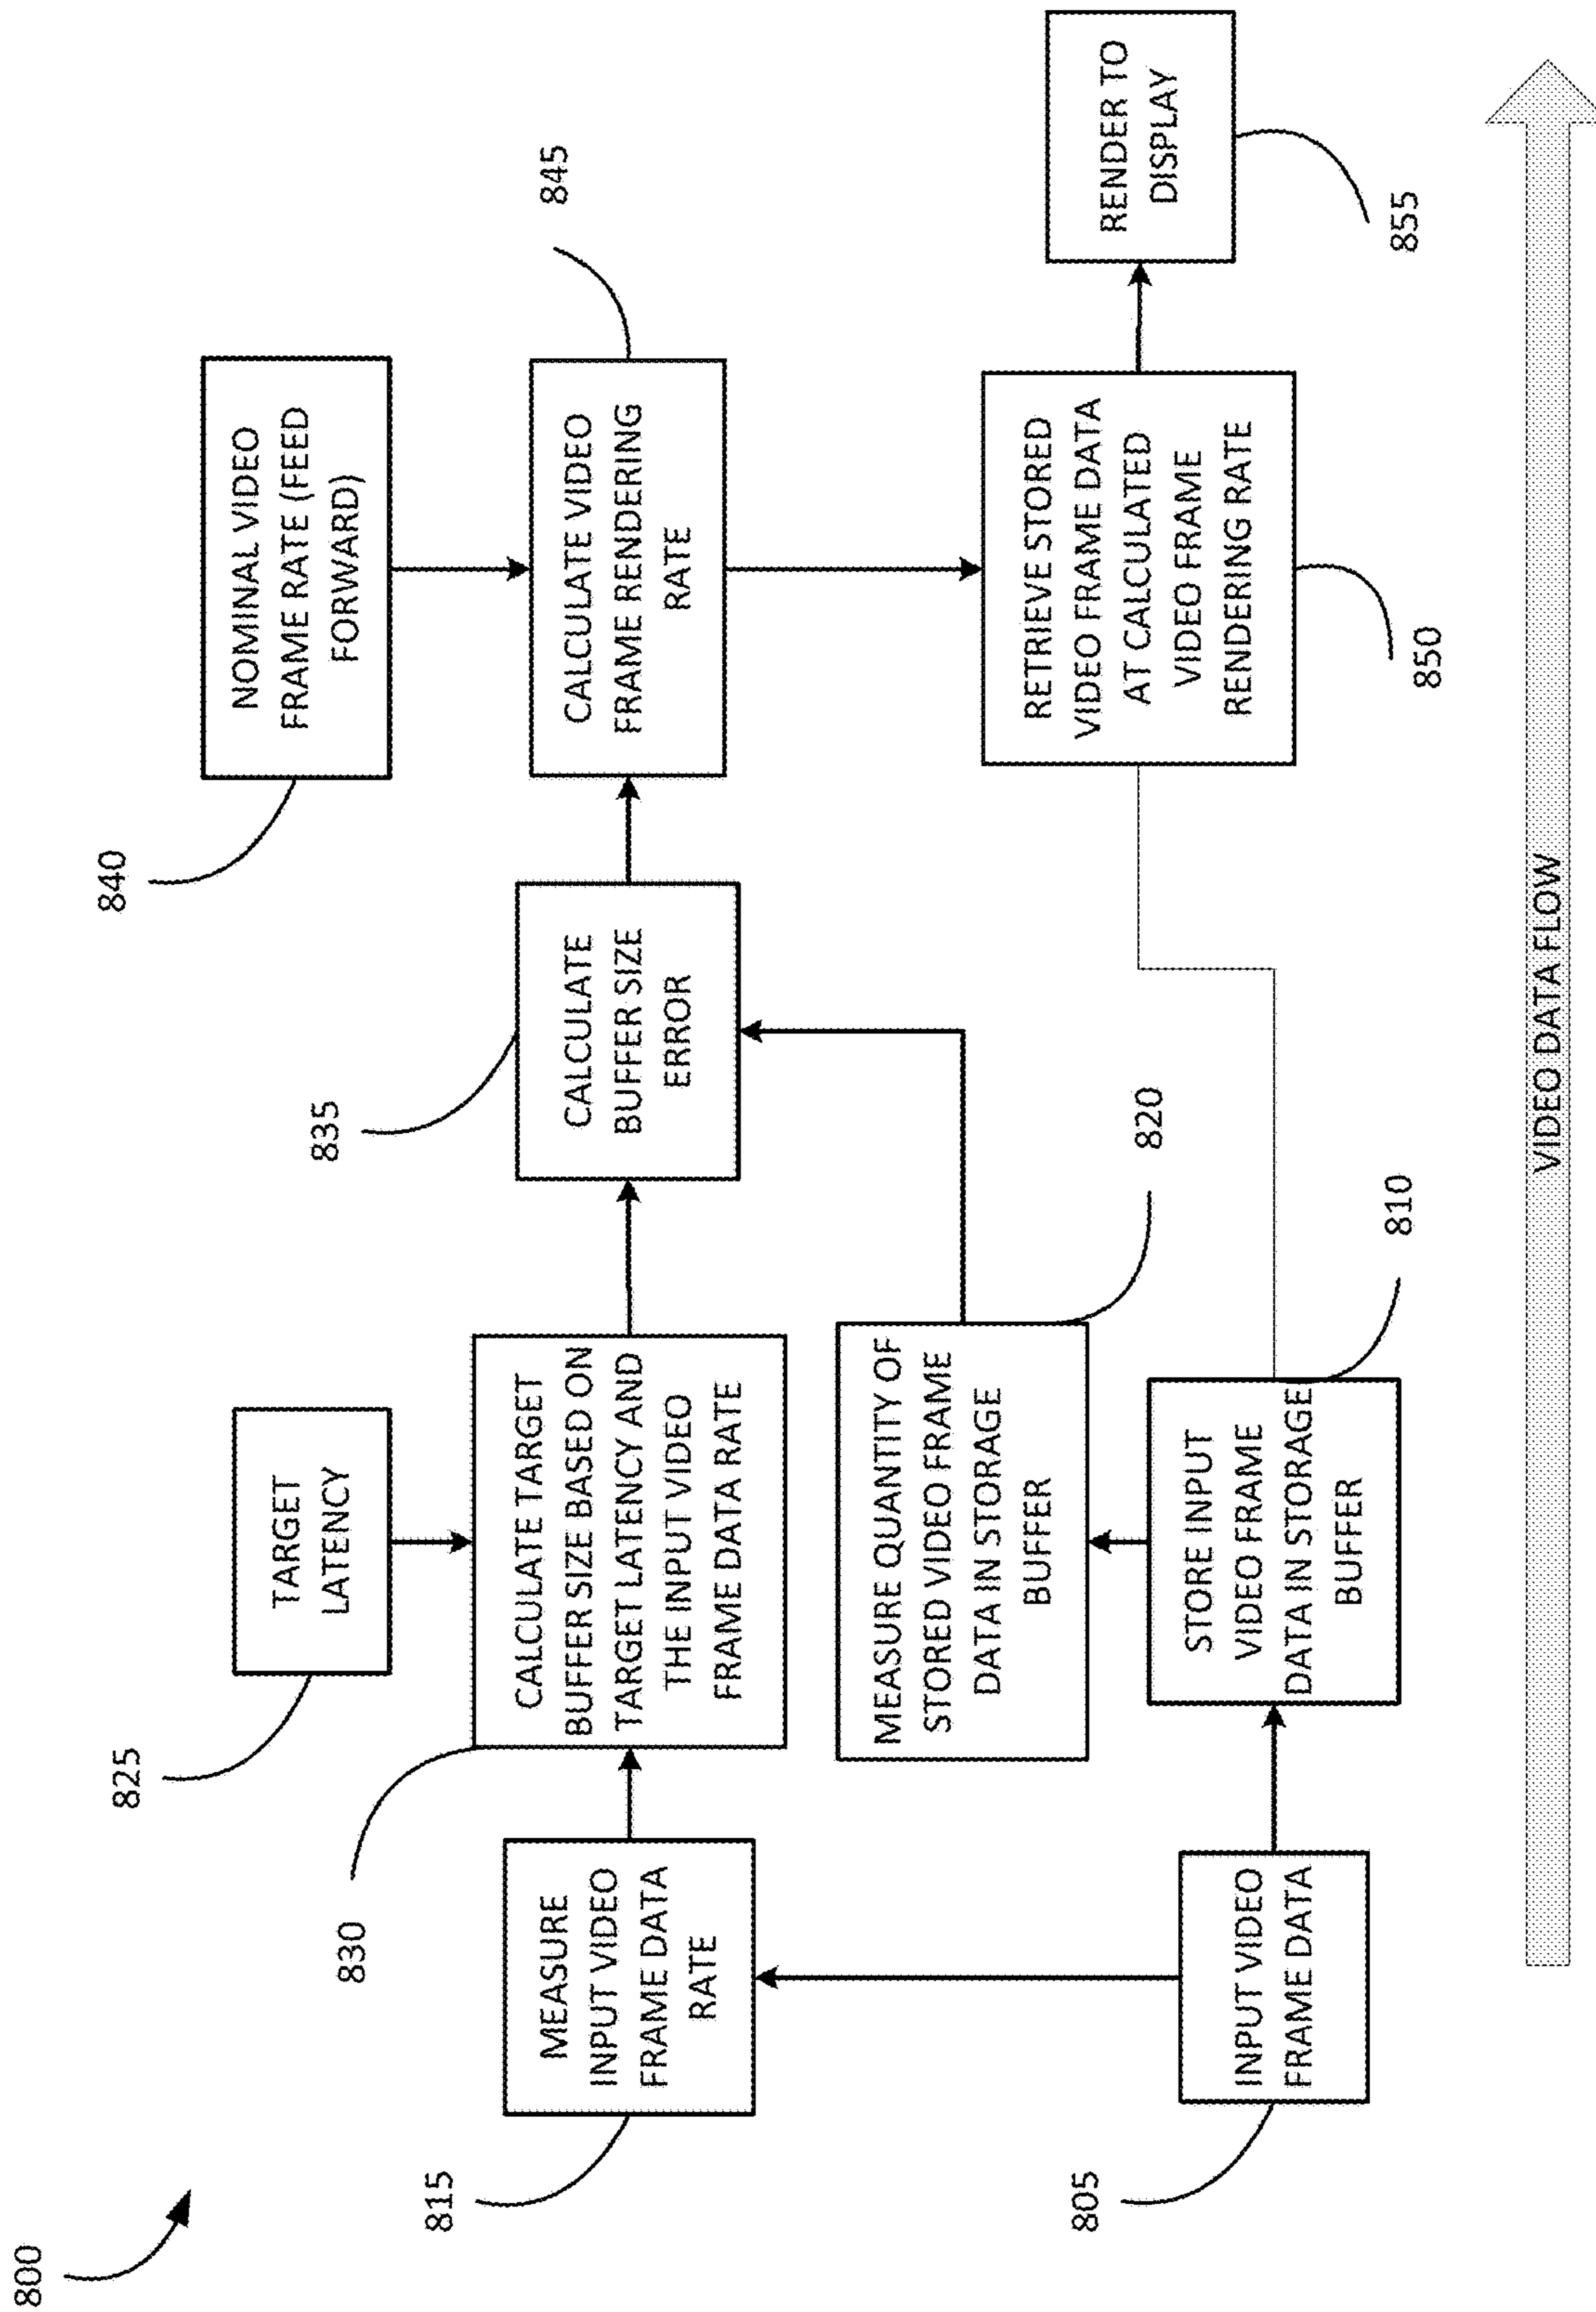 800
825
TARGET
LATENCY
840
NOMINAL VIDEO
FRAME RATE (FEED
FORWARD)
815
MEASURE
INPUT VIDEO
FRAME DATA
RATE
830
CALCULATE TARGET
BUFFER SIZE BASED ON
TARGET LATENCY AND
THE INPUT VIDEO
FRAME DATA RATE
835
CALCULATE
BUFFER SIZE
ERROR
CALCULATE VIDEO
FRAME RENDERING
RATE
845
MEASURE QUANTITY OF
STORED VIDEO FRAME
DATA IN STORAGE
BUFFER
820
805
INPUT VIDEO
FRAME DATA
STORE INPUT
VIDEO FRAME
DATA IN STORAGE
BUFFER
810
RETRIEVE STORED
VIDEO FRAME DATA
AT CALCULATED
VIDEO FRAME
RENDERING RATE
850
RENDER TO
DISPLAY
855
VIDEO DATA FLOW